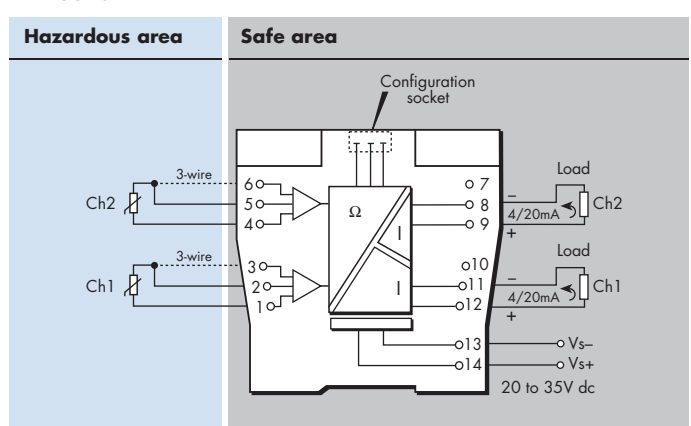 Hazardous area
Safe area
Configuration
socket
3-wire
Ch2
6
5
4
3-wire
Ch1
3
2
1
Ω
I
I
7
8
9
10
11
12
13
14
Load
–
4/20mA
+
Ch2
Load
–
4/20mA
+
Ch1
Vs–
Vs+
20 to 35V dc